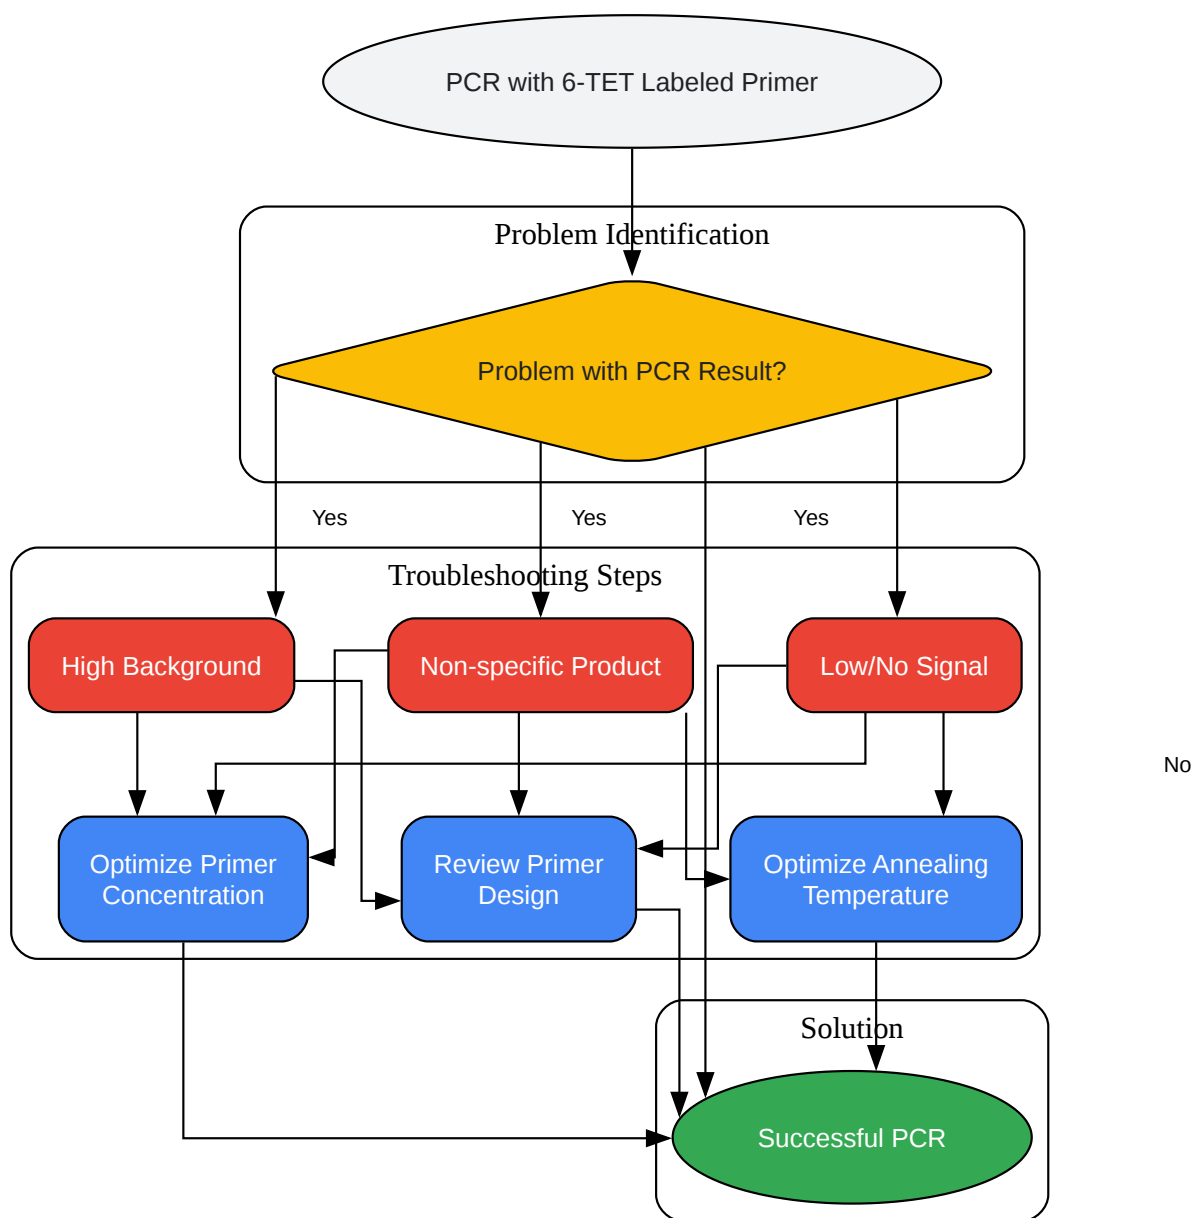 PCR with 6-TET Labeled Primer
Problem Identification
Problem with PCR Result?
Yes
Yes
Yes
Troubleshooting Steps
High Background
Non-specific Product
Low/No Signal
No
Optimize Primer
Concentration
Review Primer
Design
Optimize Annealing
Temperature
Solution
Successful PCR